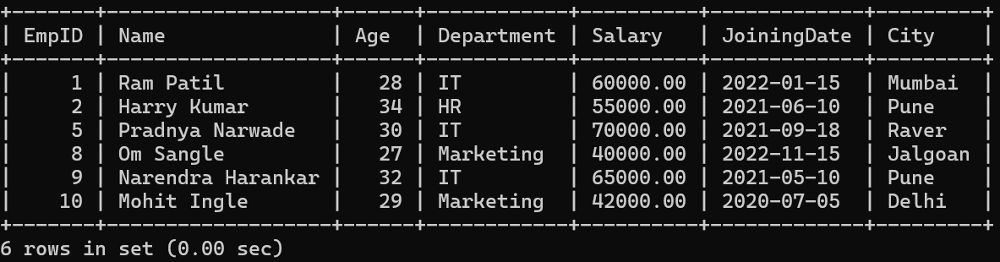 +-------+-------------------+------+------------+----------+-------------+---------+
| EmpID | Name              | Age  | Department | Salary   | JoiningDate | City    |
+-------+-------------------+------+------------+----------+-------------+---------+
|     1 | Ram Patil         |   28 | IT         | 60000.00 | 2022-01-15  | Mumbai  |
|     2 | Harry Kumar       |   34 | HR         | 55000.00 | 2021-06-10  | Pune    |
|     5 | Pradnya Narwade   |   30 | IT         | 70000.00 | 2021-09-18  | Raver   |
|     8 | Om Sangle         |   27 | Marketing  | 40000.00 | 2022-11-15  | Jalgoan |
|     9 | Narendra Harankar |   32 | IT         | 65000.00 | 2021-05-10  | Pune    |
|    10 | Mohit Ingle       |   29 | Marketing  | 42000.00 | 2020-07-05  | Delhi   |
+-------+-------------------+------+------------+----------+-------------+---------+
6 rows in set (0.00 sec)